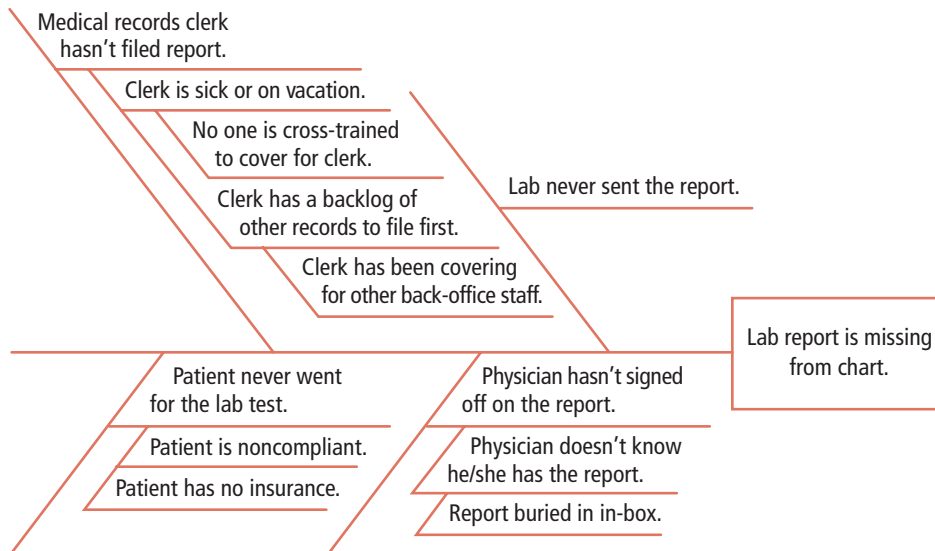 Medical records clerk
hasn’t filed report.
Clerk is sick or on vacation.
No one is cross-trained
to cover for clerk.
Clerk has a backlog of
other records to file first.
Clerk has been covering
for other back-office staff.
Lab never sent the report.
Lab report is missing
from chart.
Patient never went
for the lab test.
Patient is noncompliant.
Patient has no insurance.
Physician hasn’t signed
off on the report.
Physician doesn’t know
he/she has the report.
Report buried in in-box.